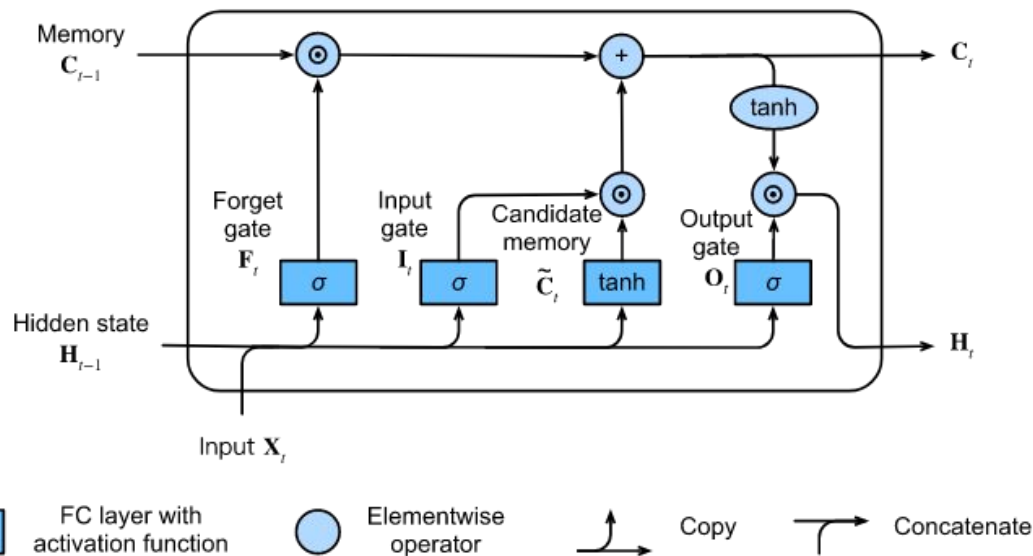 Memory
C_{t−1}
C_t
⊙
+
tanh
Forget
gate
F_t
Input
gate
I_t
Candidate
memory
C̃_t
⊙
Output
gate
O_t
⊙
σ
σ
tanh
σ
Hidden state
H_{t−1}
H_t
Input X_t
FC layer with
activation function
Elementwise
operator
Copy
Concatenate